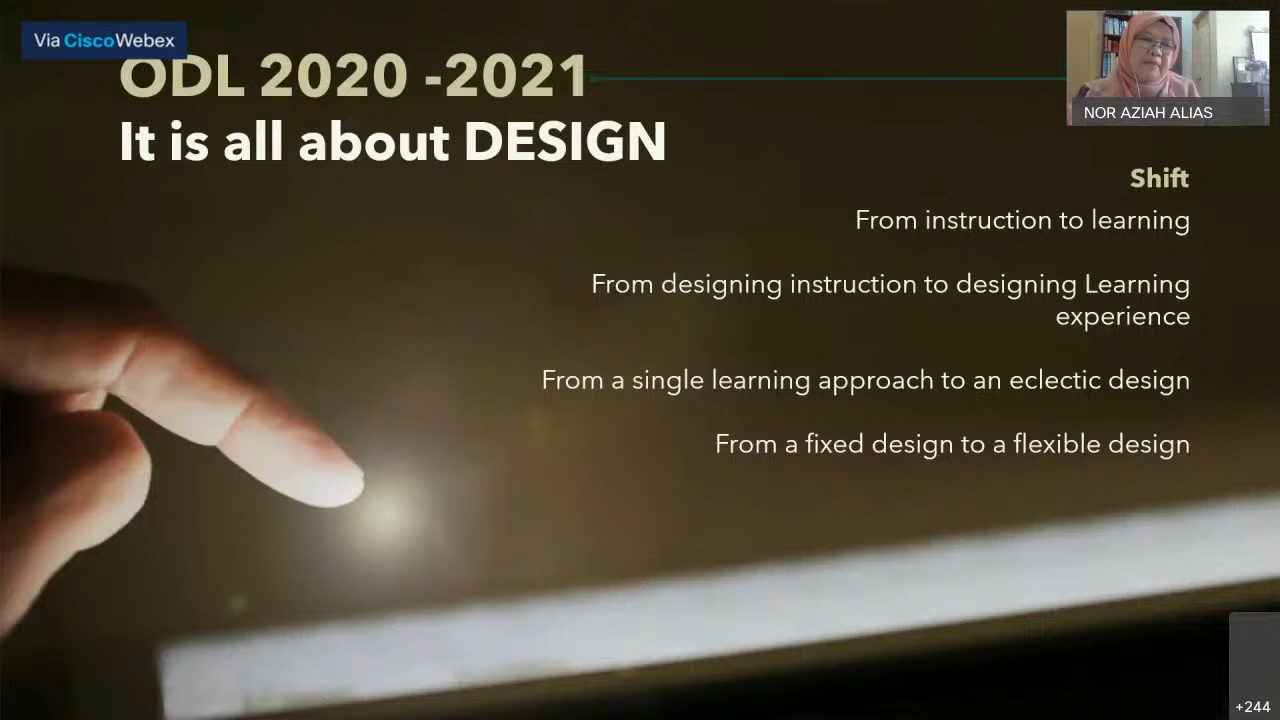 Via CiscoWebex
ODL 2020 -2021
It is all about DESIGN
NOR AZIAH ALIAS
Shift
From instruction to learning
From designing instruction to designing Learning
experience
From a single learning approach to an eclectic design
From a fixed design to a flexible design
+244